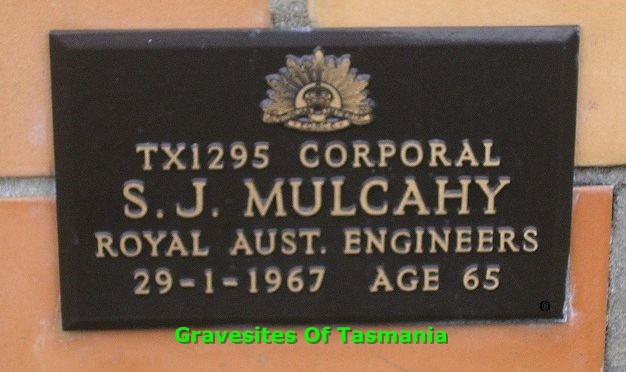 TX1295 CORPORAL
S. J. MULCAHY
ROYAL AUST. ENGINEERS
29-1-1967 AGE 65
Gravesites Of Tasmania